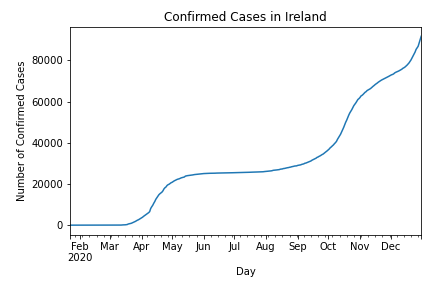 Confirmed Cases in Ireland
Number of Confirmed Cases
80000
60000
40000
20000
0
Feb Mar Apr May Jun Jul Aug Sep Oct Nov Dec
2020
Day